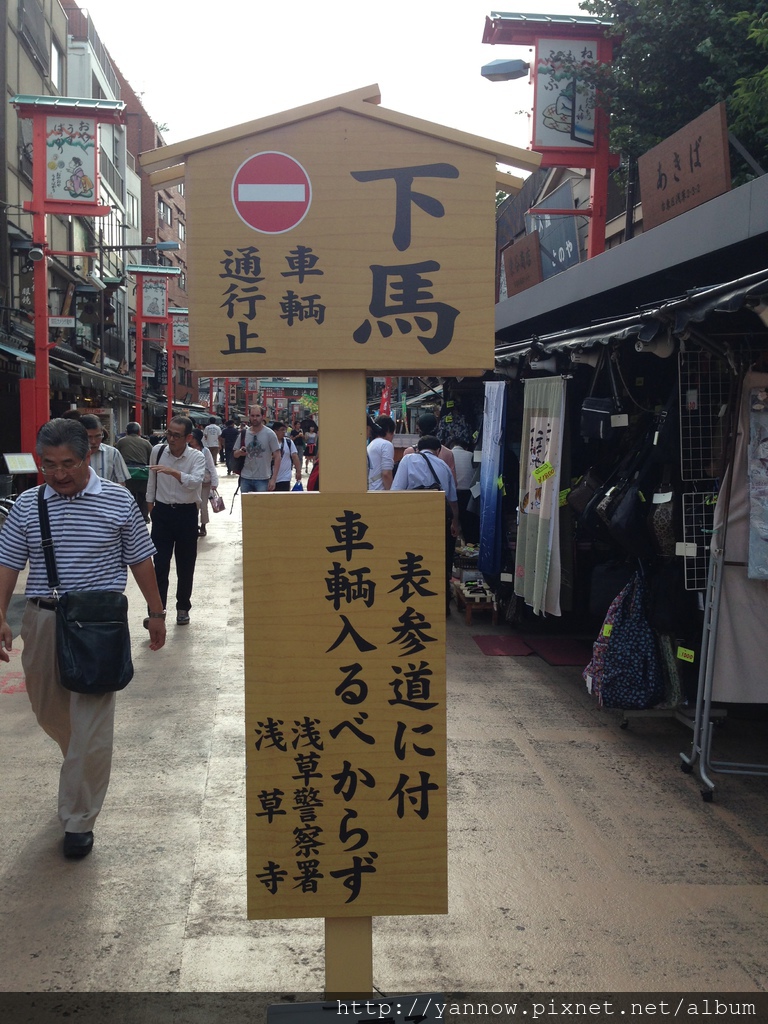 下馬
車輌
通行止
表参道に付
車輌入るべからず
浅草警察署
浅草寺
あきば
http://yannow.pixnet.net/album